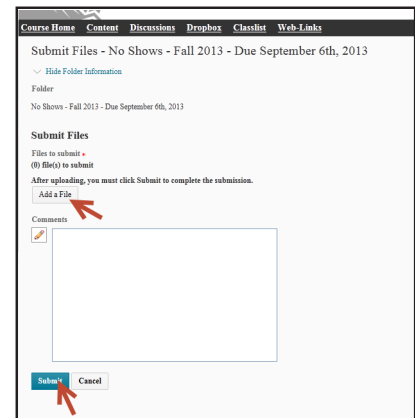 Course Home Content Discussions Dropbox Classlist Web-Links
Submit Files - No Shows - Fall 2013 - Due September 6th, 2013
Hide Folder Information
Folder
No Shows - Fall 2013 - Due September 6th, 2013
Submit Files
Files to submit *
(0) file(s) to submit
After uploading, you must click Submit to complete the submission.
Add a File
Comments
Submit Cancel